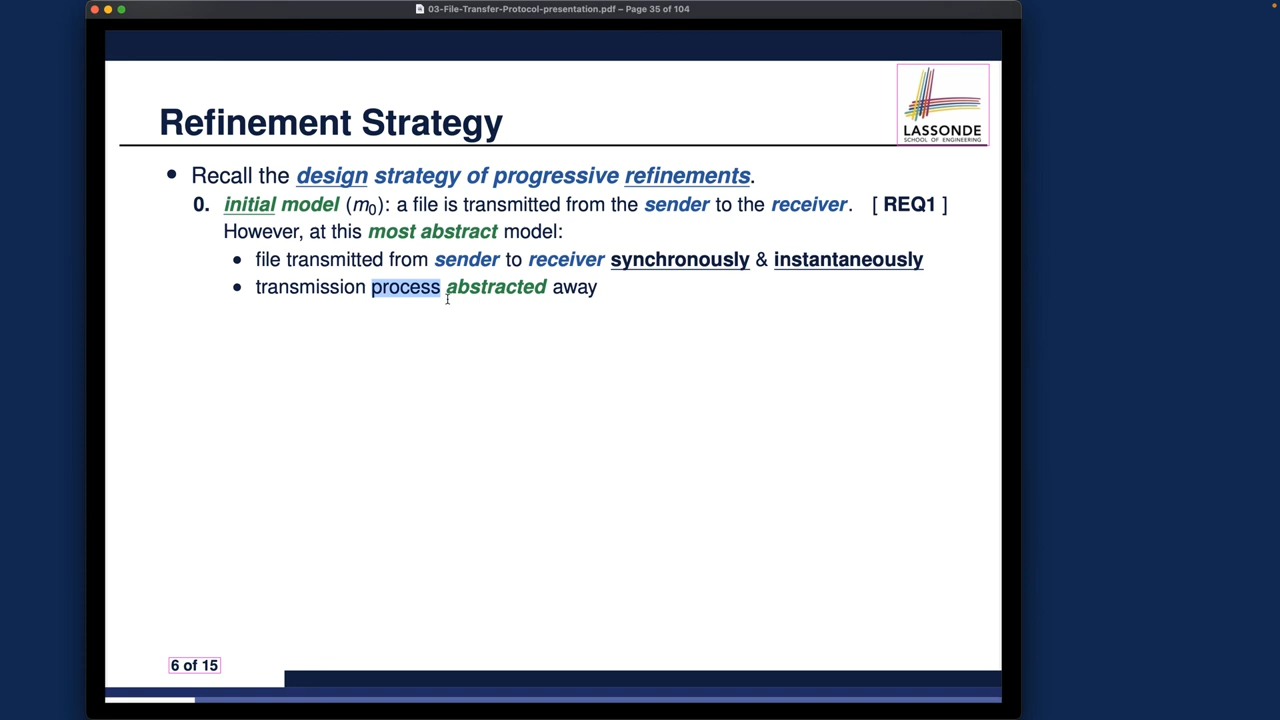 03-File-Transfer-Protocol-presentation.pdf – Page 35 of 104
LASSONDE
SCHOOL OF ENGINEERING
Refinement Strategy
• Recall the design strategy of progressive refinements.
0. initial model (m0): a file is transmitted from the sender to the receiver. [ REQ1 ]
However, at this most abstract model:
• file transmitted from sender to receiver synchronously & instantaneously
• transmission process abstracted away
6 of 15